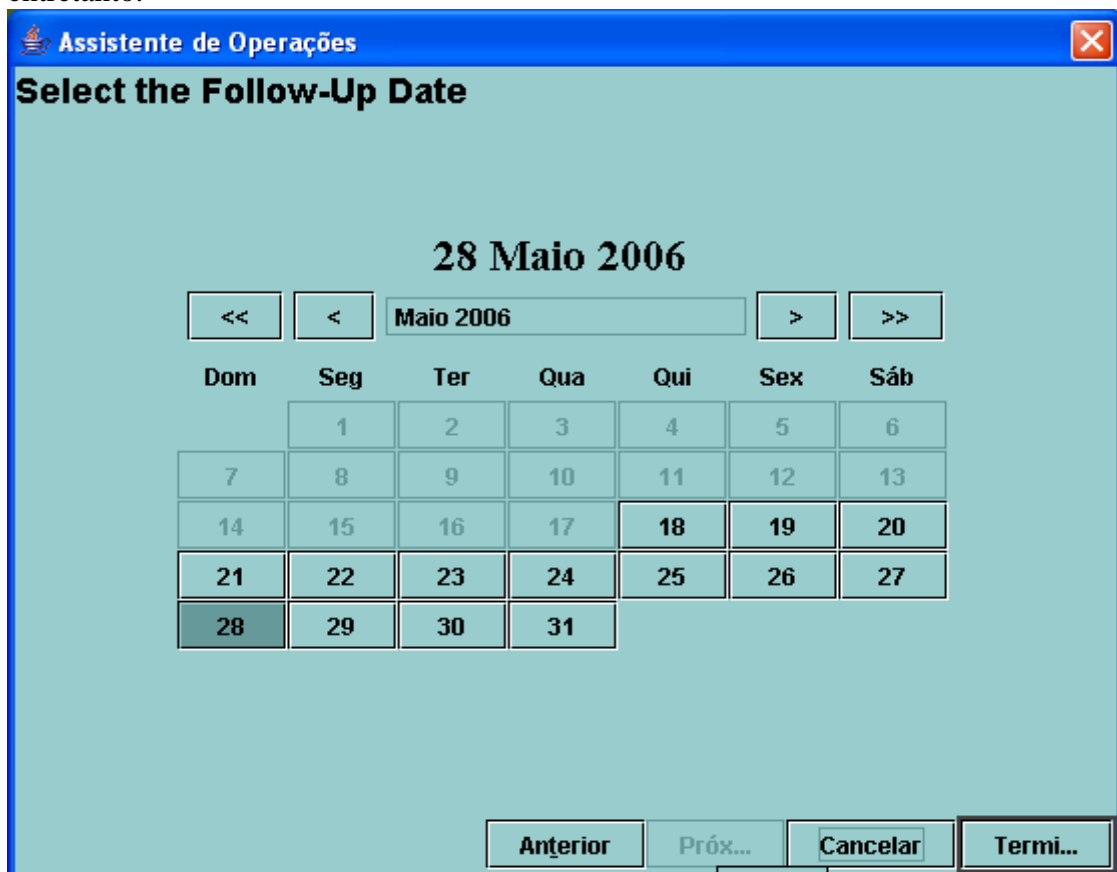 entretanto.
Assistente de Operações
Select the Follow-Up Date
28 Maio 2006
<< < Maio 2006 > >>
Dom Seg Ter Qua Qui Sex Sáb
1 2 3 4 5 6
7 8 9 10 11 12 13
14 15 16 17 18 19 20
21 22 23 24 25 26 27
28 29 30 31
Anterior Próx... Cancelar Termi...